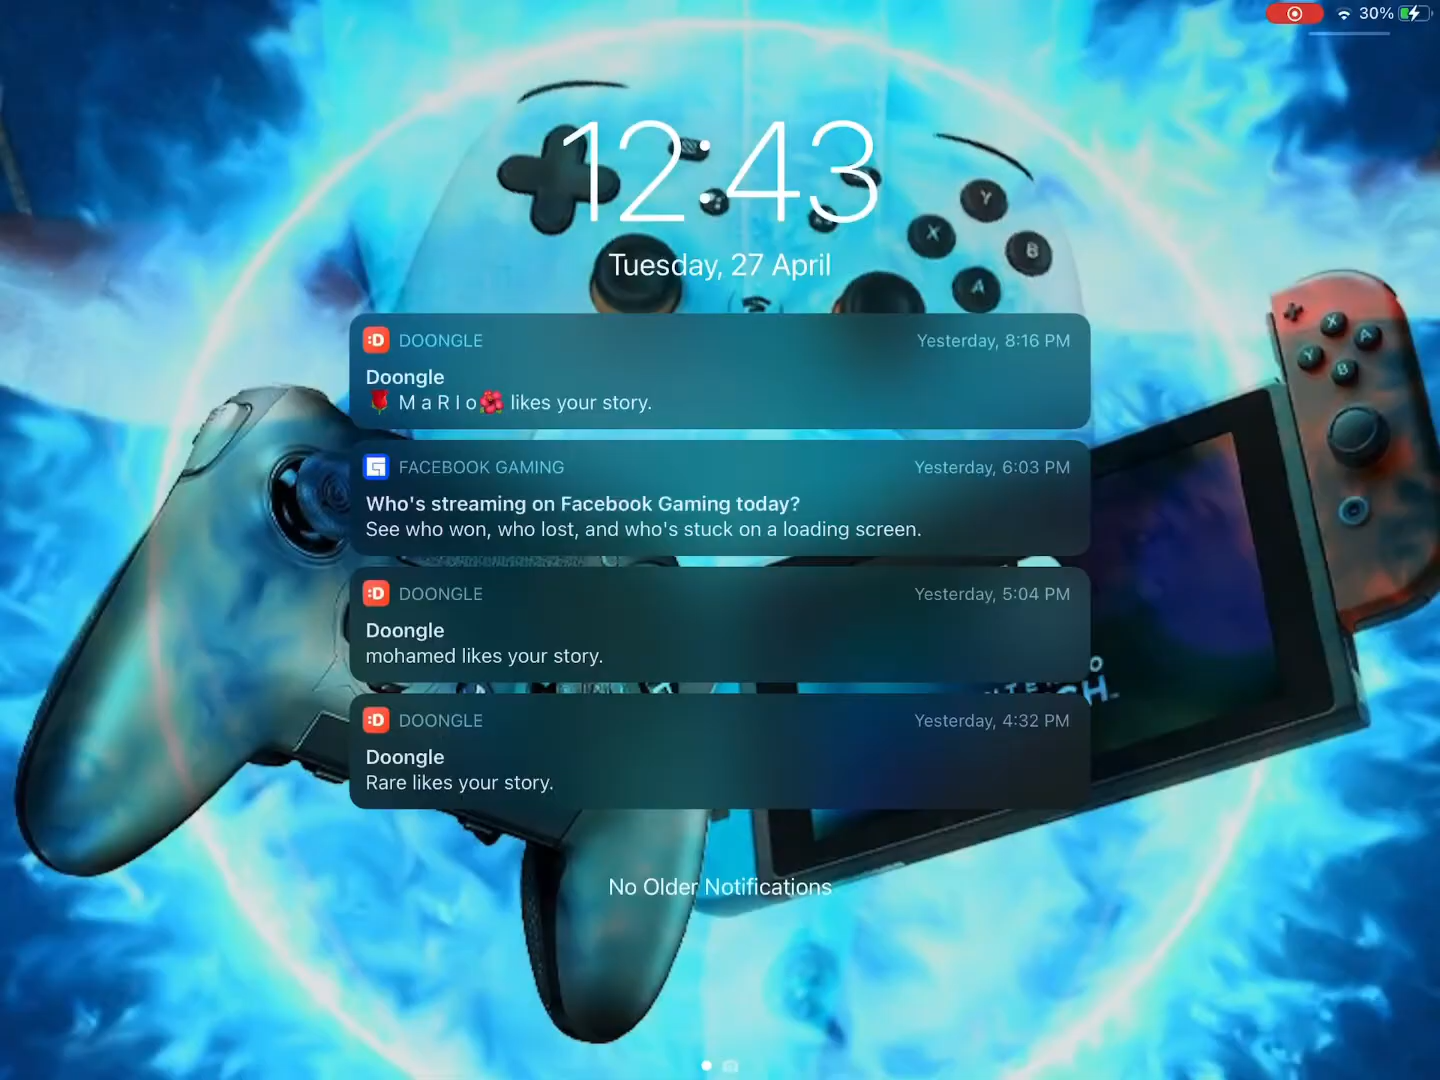 30%
12:43
Tuesday, 27 April
:D DOONGLE Yesterday, 8:16 PM
Doongle
🌹 M a R I o🌺 likes your story.
FACEBOOK GAMING Yesterday, 6:03 PM
Who's streaming on Facebook Gaming today?
See who won, who lost, and who's stuck on a loading screen.
:D DOONGLE Yesterday, 5:04 PM
Doongle
mohamed likes your story.
:D DOONGLE Yesterday, 4:32 PM
Doongle
Rare likes your story.
No Older Notifications
Y
X
B
A
X
A
Y
B